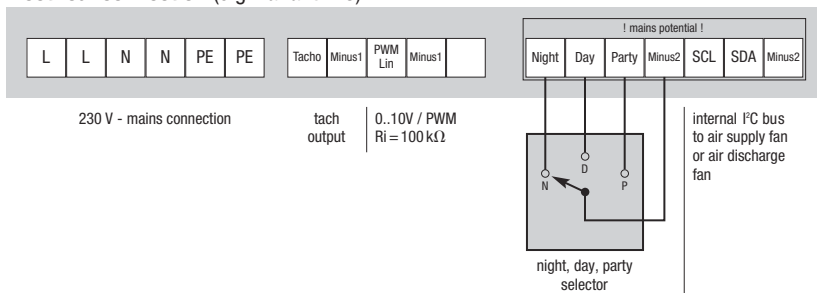 ! mains potential !
L L N N PE PE
Tacho Minus1 PWM Lin Minus1
Night Day Party Minus2 SCL SDA Minus2
230 V - mains connection
tach
output
0..10V / PWM
Ri = 100 kΩ
internal I²C bus
to air supply fan
or air discharge
fan
D
N
P
night, day, party
selector